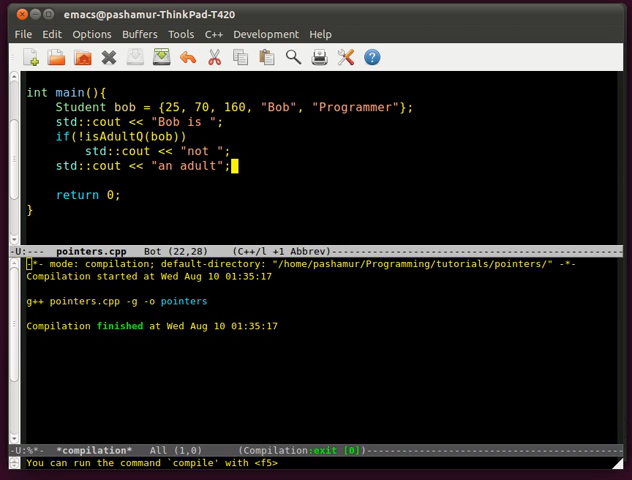 emacs@pashamur-ThinkPad-T420
File Edit Options Buffers Tools C++ Development Help
int main(){
Student bob = {25, 70, 160, "Bob", "Programmer"};
std::cout << "Bob is ";
if(!isAdultQ(bob))
std::cout << "not ";
std::cout << "an adult";
return 0;
}
-U:--- pointers.cpp Bot (22,28) (C++/l +1 Abbrev)----------------------------------------
-*- mode: compilation; default-directory: "/home/pashamur/Programming/tutorials/pointers/" -*-
Compilation started at Wed Aug 10 01:35:17
g++ pointers.cpp -g -o pointers
Compilation finished at Wed Aug 10 01:35:17
-U:%*- *compilation* All (1,0) (Compilation:exit [0])----------------------------------------
You can run the command `compile' with <f5>